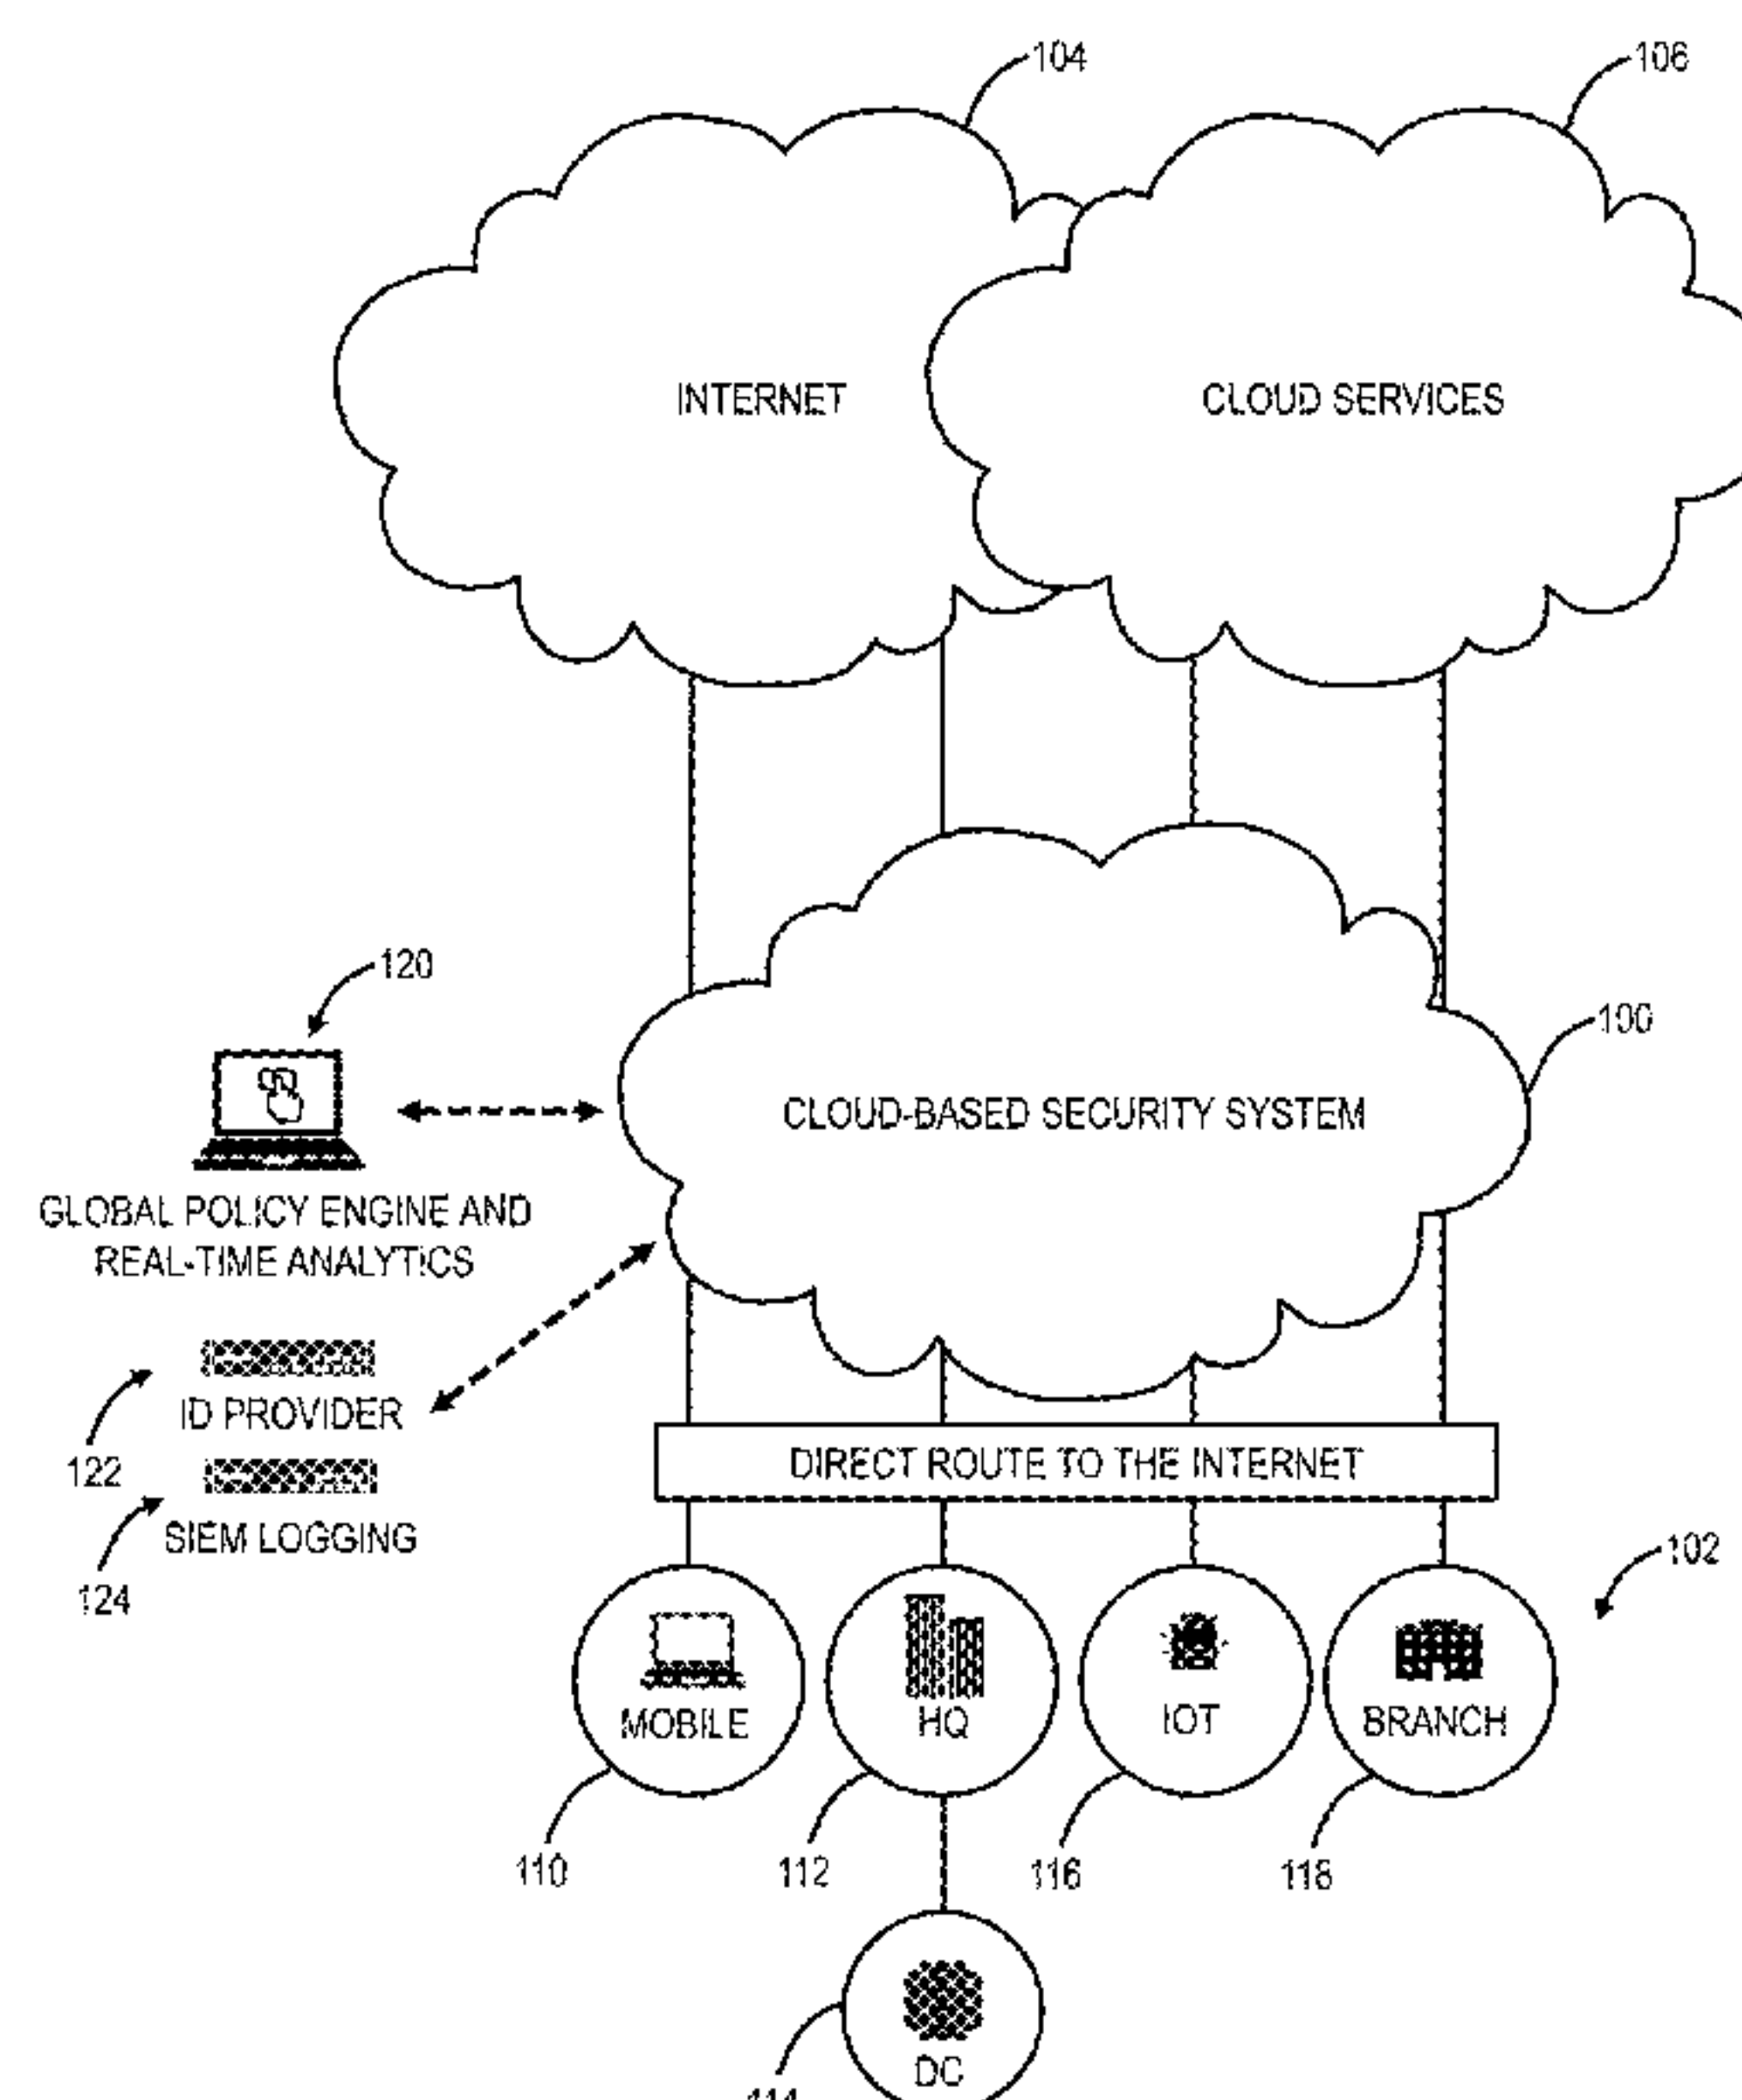 104
106
INTERNET
CLOUD SERVICES
120
100
CLOUD-BASED SECURITY SYSTEM
GLOBAL POLICY ENGINE AND
REAL-TIME ANALYTICS
ID PROVIDER
122
DIRECT ROUTE TO THE INTERNET
SIEM LOGGING
124
102
MOBILE
HQ
IOT
BRANCH
110
112
116
118
DC